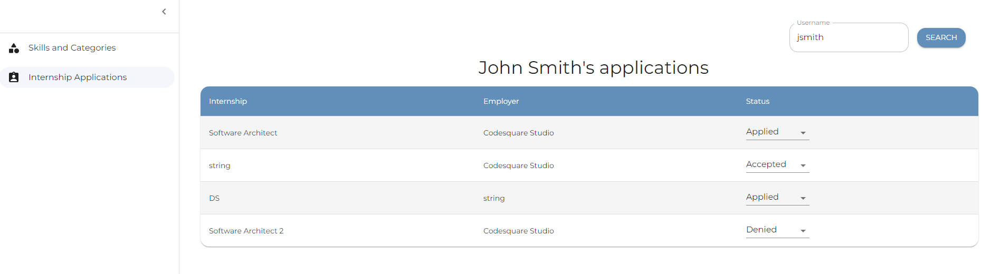 Skills and Categories
Internship Applications
Username
jsmith
SEARCH
John Smith's applications
Internship Employer Status
Software Architect Codesquare Studio Applied
string Codesquare Studio Accepted
DS string Applied
Software Architect 2 Codesquare Studio Denied